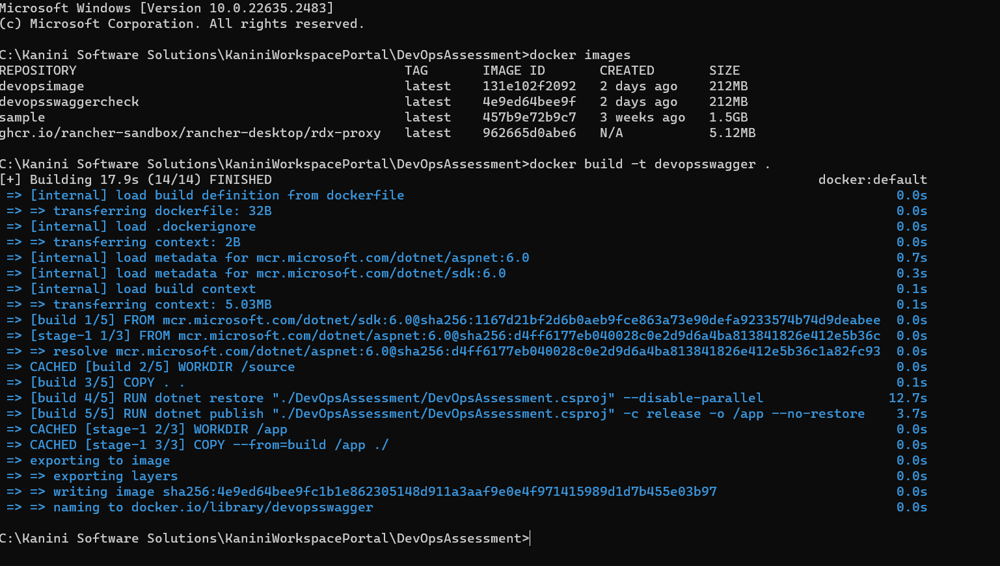 Microsoft Windows [Version 10.0.22635.2483]
(c) Microsoft Corporation. All rights reserved.
C:\Kanini Software Solutions\KaniniWorkspacePortal\DevOpsAssessment>docker images
REPOSITORY TAG IMAGE ID CREATED SIZE
devopsimage latest 131e102f2092 2 days ago 212MB
devopsswaggercheck latest 4e9ed64bee9f 2 days ago 212MB
sample latest 457b9e72b9c7 3 weeks ago 1.5GB
ghcr.io/rancher-sandbox/rancher-desktop/rdx-proxy latest 962665d0abe6 N/A 5.12MB
C:\Kanini Software Solutions\KaniniWorkspacePortal\DevOpsAssessment>docker build -t devopsswagger .
[+] Building 17.9s (14/14) FINISHED docker:default
=> [internal] load build definition from dockerfile 0.0s
=> => transferring dockerfile: 32B 0.0s
=> [internal] load .dockerignore 0.0s
=> => transferring context: 2B 0.0s
=> [internal] load metadata for mcr.microsoft.com/dotnet/aspnet:6.0 0.7s
=> [internal] load metadata for mcr.microsoft.com/dotnet/sdk:6.0 0.3s
=> [internal] load build context 0.1s
=> => transferring context: 5.03MB 0.1s
=> [build 1/5] FROM mcr.microsoft.com/dotnet/sdk:6.0@sha256:1167d21bf2d6b0aeb9fce863a73e90defa9233574b74d9deabee 0.0s
=> [stage-1 1/3] FROM mcr.microsoft.com/dotnet/aspnet:6.0@sha256:d4ff6177eb040028c0e2d9d6a4ba813841826e412e5b36c 0.0s
=> => resolve mcr.microsoft.com/dotnet/aspnet:6.0@sha256:d4ff6177eb040028c0e2d9d6a4ba813841826e412e5b36c1a82fc93 0.0s
=> CACHED [build 2/5] WORKDIR /source 0.0s
=> [build 3/5] COPY . . 0.1s
=> [build 4/5] RUN dotnet restore "./DevOpsAssessment/DevOpsAssessment.csproj" --disable-parallel 12.7s
=> [build 5/5] RUN dotnet publish "./DevOpsAssessment/DevOpsAssessment.csproj" -c release -o /app --no-restore 3.7s
=> CACHED [stage-1 2/3] WORKDIR /app 0.0s
=> CACHED [stage-1 3/3] COPY --from=build /app ./ 0.0s
=> exporting to image 0.0s
=> => exporting layers 0.0s
=> => writing image sha256:4e9ed64bee9fc1b1e862305148d911a3aaf9e0e4f971415989d1d7b455e03b97 0.0s
=> => naming to docker.io/library/devopsswagger 0.0s
C:\Kanini Software Solutions\KaniniWorkspacePortal\DevOpsAssessment>